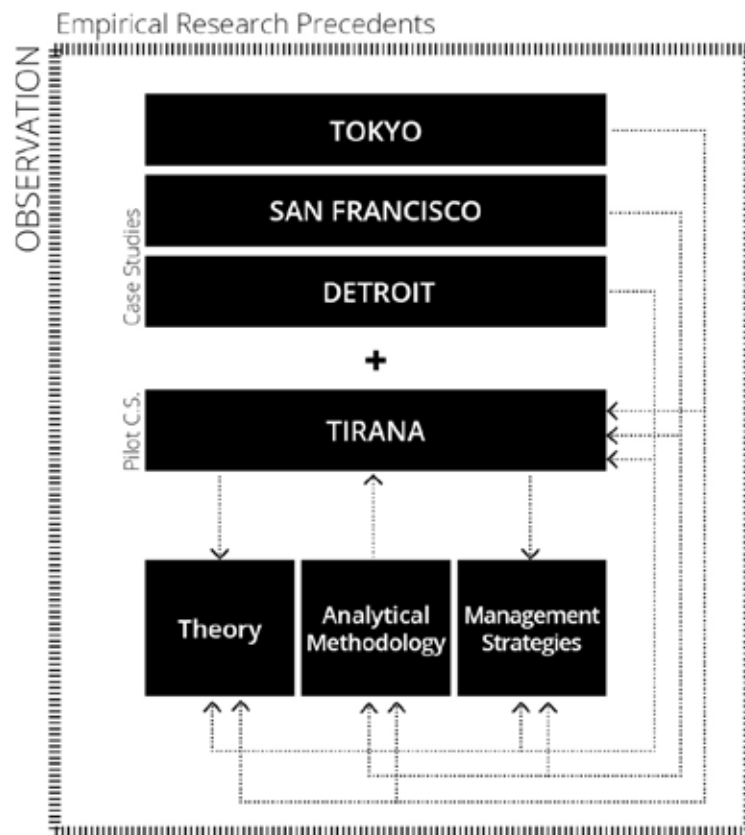 Empirical Research Precedents
OBSERVATION
TOKYO
SAN FRANCISCO
Case Studies
DETROIT
+
Pilot C.S.
TIRANA
Theory
Analytical
Methodology
Management
Strategies